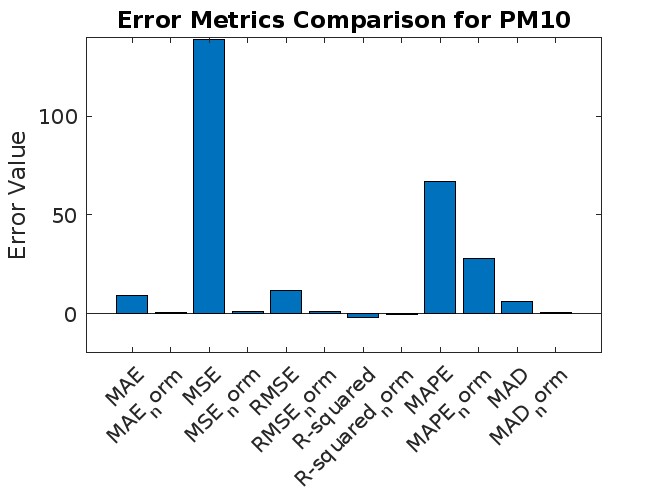 Error Metrics Comparison for PM10
Error Value
100
50
0
MAE
MAE_norm
MSE
MSE_norm
RMSE
RMSE_norm
R-squared
R-squared_norm
MAPE
MAPE_norm
MAD
MAD_norm